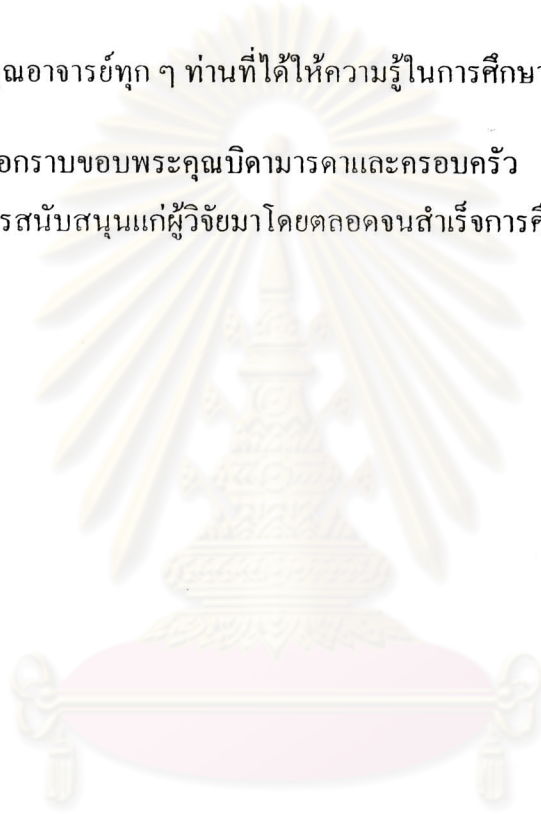 ุณอาจารย์ทุก ๆ ท่านที่ได้ให้ความรู้ในการศึกษา
อกราบขอบพระคุณบิดามารดาและครอบครัว
รสนับสนุนแก่ผู้วิจัยมาโดยตลอดจนสำเร็จการศึ